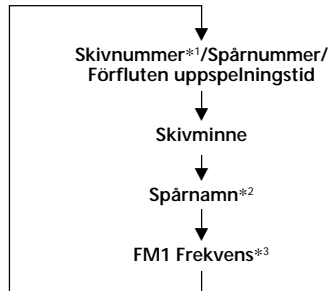 Skivnummer*1/Spårnummer/
Förfluten uppspelningstid
Skivminne
Spårnamn*2
FM1 Frekvens*3